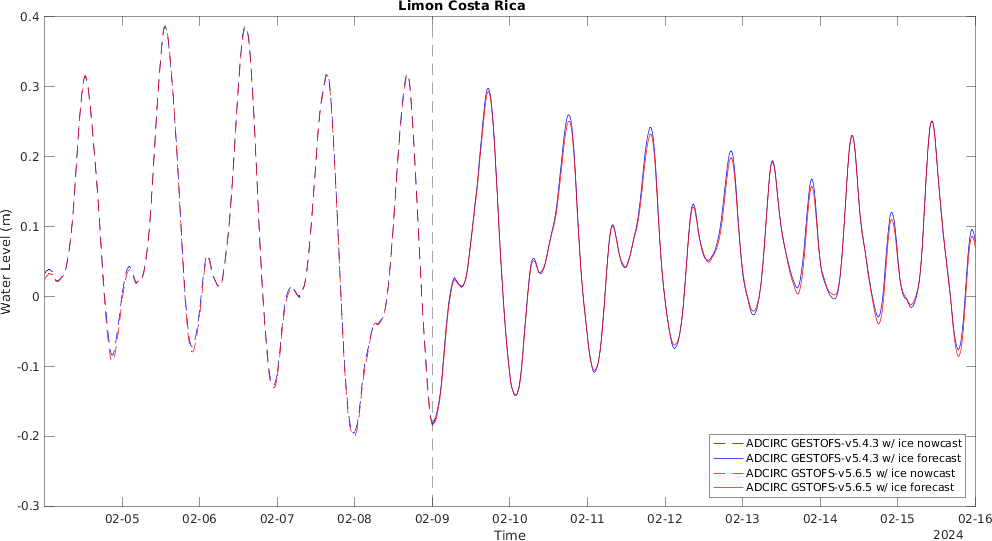 Limon Costa Rica
0.4
0.3
0.2
0.1
0
-0.1
-0.2
-0.3
Water Level (m)
ADCIRC GESTOFS-v5.4.3 w/ ice nowcast
ADCIRC GESTOFS-v5.4.3 w/ ice forecast
ADCIRC GSTOFS-v5.6.5 w/ ice nowcast
ADCIRC GSTOFS-v5.6.5 w/ ice forecast
02-05 02-06 02-07 02-08 02-09 02-10 02-11 02-12 02-13 02-14 02-15 02-16
Time
2024